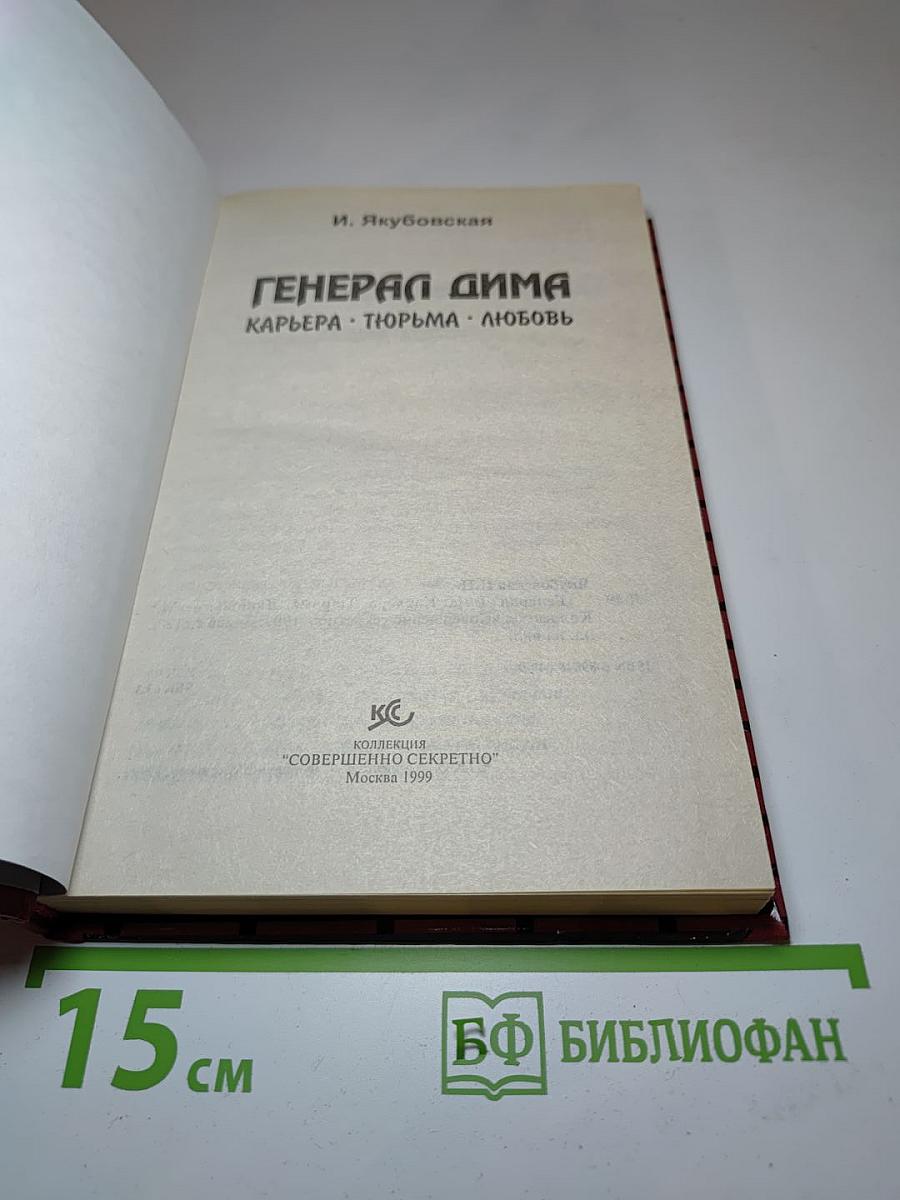 И. Якубовская
ГЕНЕРАЛ ДИМА
КАРЬЕРА · ТЮРЬМА · ЛЮБОВЬ
КСС
КОЛЛЕКЦИЯ
"СОВЕРШЕННО СЕКРЕТНО"
Москва 1999
15 см
БФ БИБЛИОФАН